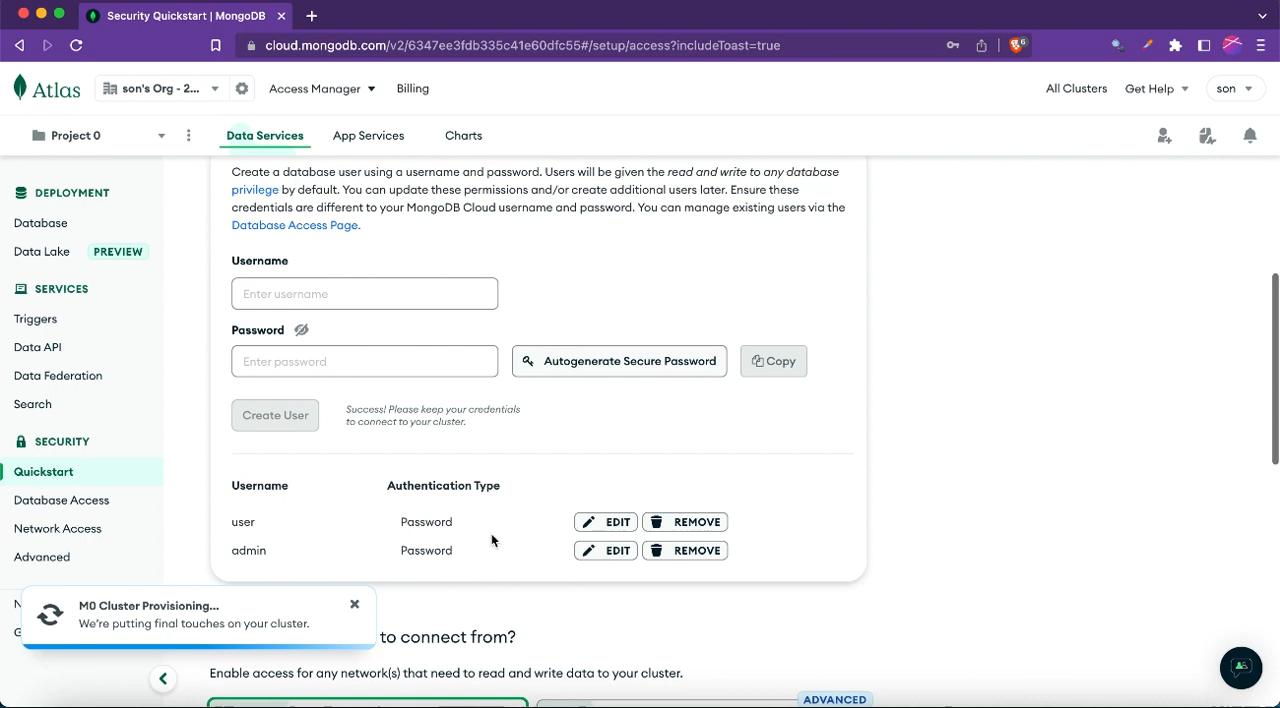 Security Quickstart | MongoDB
cloud.mongodb.com/v2/6347ee3fdb335c41e60dfc55#/setup/access?includeToast=true
6
Atlas
son's Org - 2...
Access Manager
Billing
All Clusters
Get Help
son
Project 0
Data Services
App Services
Charts
DEPLOYMENT
Database
Data Lake
PREVIEW
SERVICES
Triggers
Data API
Data Federation
Search
SECURITY
Quickstart
Database Access
Network Access
Advanced
Create a database user using a username and password. Users will be given the read and write to any database
privilege by default. You can update these permissions and/or create additional users later. Ensure these
credentials are different to your MongoDB Cloud username and password. You can manage existing users via the
Database Access Page.
Username
Enter username
Password
Enter password
Autogenerate Secure Password
Copy
Create User
Success! Please keep your credentials
to connect to your cluster.
Username Authentication Type
user Password EDIT REMOVE
admin Password EDIT REMOVE
M0 Cluster Provisioning...
We're putting final touches on your cluster.
to connect from?
Enable access for any network(s) that need to read and write data to your cluster.
ADVANCED